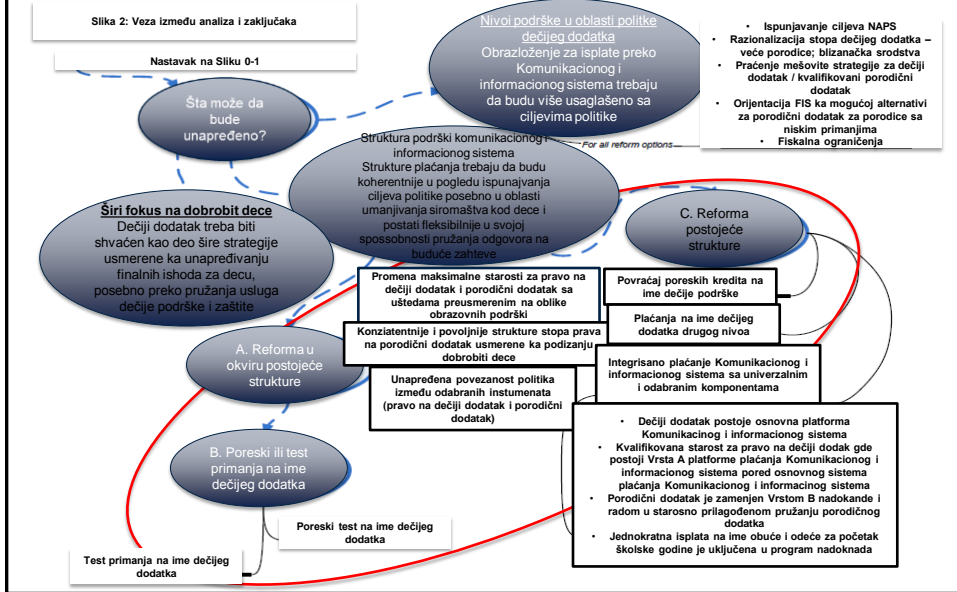 Slika 2: Veza između analiza i zaključaka
Nastavak na Sliku 0-1
Šta može da
bude
unapređeno?
Nivoi podrške u oblasti politke
dečijeg dodatka
Obrazloženje za isplate preko
Komunikacionog i
informacionog sistema trebaju
da budu više usaglašeno sa
ciljevima politike
• Ispunjavanje ciljeva NAPS
• Razionalizacija stopa dečijeg dodatka –
veće porodice; blizanačka srodstva
• Praćenje mešovite strategije za dečiji
dodatak / kvalifikovani porodični
dodatak
• Orijentacija FIS ka mogućoj alternativi
za porodični dodatak za porodice sa
niskim primanjima
• Fiskalna ograničenja
For all reform options
Struktura podrški komunikacionog i
informacionog sistema
Strukture plaćanja trebaju da budu
koherentnije u pogledu ispunajvanja
ciljeva politike posebno u oblasti
umanjivanja siromaštva kod dece i
postati fleksibilnije u svojoj
spossobnosti pružanja odgovora na
buduće zahteve
Širi fokus na dobrobit dece
Dečiji dodatak treba biti
shvaćen kao deo šire strategije
usmerene ka unapređivanju
finalnih ishoda za decu,
posebno preko pružanja usluga
dečije podrške i zaštite
C. Reforma
postojeće
strukture
Promena maksimalne starosti za pravo na
dečiji dodatak i porodični dodatak sa
uštedama preusmerenim na oblike
obrazovnih podrški
Konziatentnije i povoljnije strukture stopa prava
na porodični dodatak usmerene ka podizanju
dobrobiti dece
Unapređena povezanost politika
između odabranih instumenata
(pravo na dečiji dodatak i porodični
dodatak)
Povraćaj poreskih kredita na
ime dečije podrške
Plaćanja na ime dečijeg
dodatka drugog nivoa
Integrisano plaćanje Komunikacionog i
informacionog sistema sa univerzalnim
i odabranim komponentama
• Dečiji dodatak postoje osnovna platforma
Komunikacinog i informacionog sistema
• Kvalifikovana starost za pravo na dečiji dodak gde
postoji Vrsta A platforme plaćanja Komunikacionog i
informacionog sistema pored osnovnog sistema
plaćanja Komunikacionog i informacinog sistema
• Porodični dodatak je zamenjen Vrstom B nadokande i
radom u starosno prilagođenom pružanju porodičnog
dodatka
• Jednokratna isplata na ime obuće i odeće za početak
školske godine je uključena u program nadoknada
A. Reforma u
okviru postojeće
strukture
B. Poreski ili test
primanja na ime
dečijeg dodatka
Poreski test na ime dečijeg
dodatka
Test primanja na ime dečijeg
dodatka